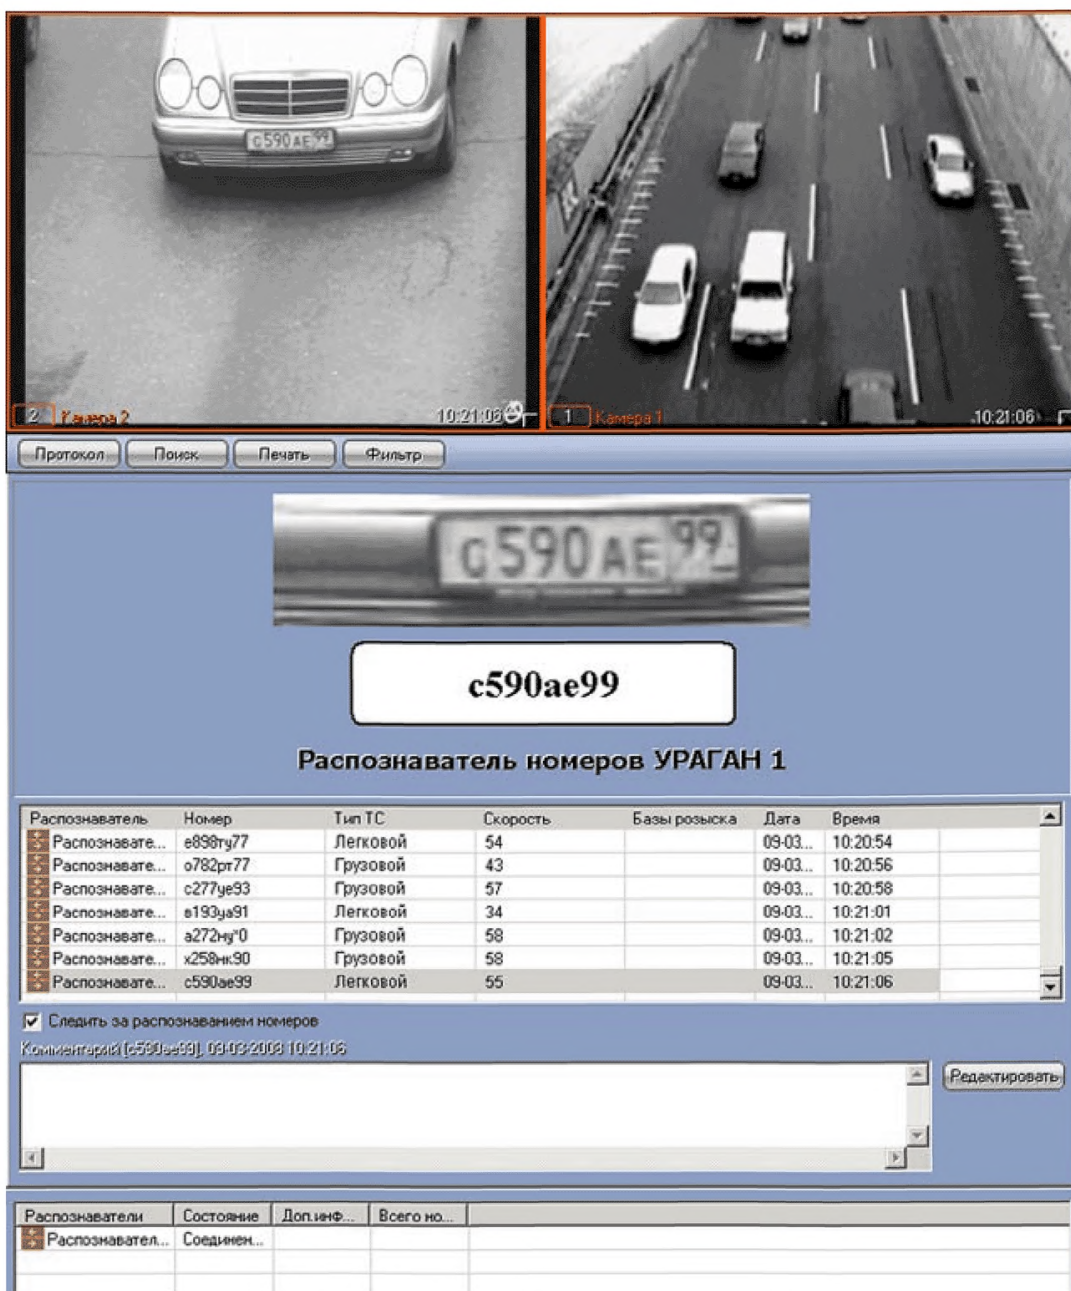 С590АЕ99
2 Камера 2 10:21:06
1 Камера 1 10:21:06
Протокол Поиск Печать Фильтр
С590АЕ99
с590ае99
Распознаватель номеров УРАГАН 1
Распознаватель Номер Тип ТС Скорость Базы розыска Дата Время
Распознавате... е898ту77 Легковой 54 09-03... 10:20:54
Распознавате... о782рт77 Грузовой 43 09-03... 10:20:56
Распознавате... с277уе93 Грузовой 57 09-03... 10:20:58
Распознавате... в193уа91 Легковой 34 09-03... 10:21:01
Распознавате... а272ну*0 Грузовой 58 09-03... 10:21:02
Распознавате... х258нк90 Грузовой 58 09-03... 10:21:05
Распознавате... с590ае99 Легковой 55 09-03... 10:21:06
Следить за распознаванием номеров
Комментарий [с590ае99], 09-03-2008 10:21:06
Редактировать
Распознаватели Состояние Доп.инф... Всего но...
Распознавател... Соединен...